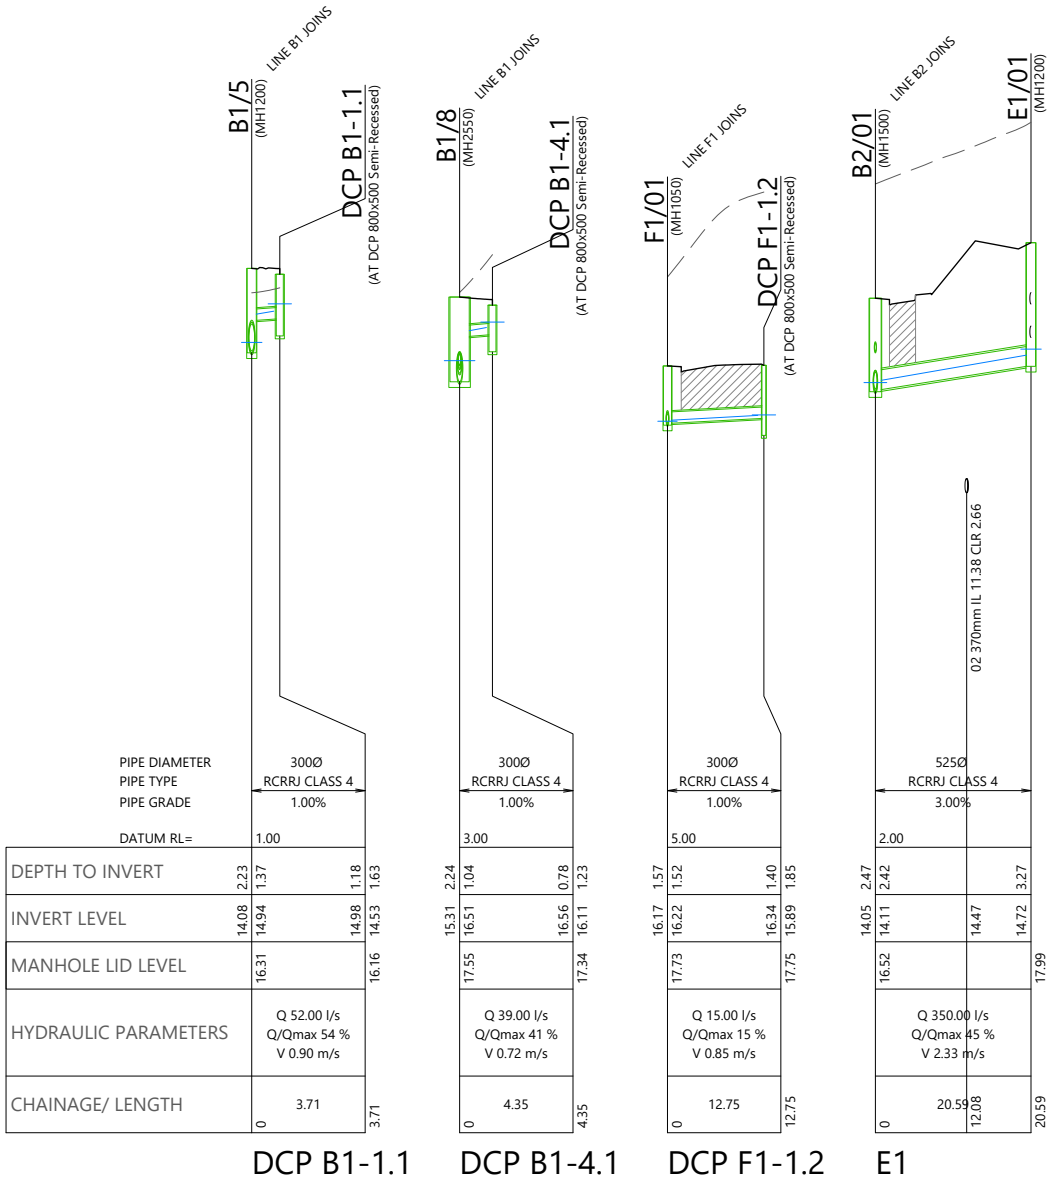 LINE B1 JOINS
B1/5
(MH1200)
DCP B1-1.1
(AT DCP 800x500 Semi-Recessed)
LINE B1 JOINS
B1/8
(MH2550)
DCP B1-4.1
(AT DCP 800x500 Semi-Recessed)
LINE F1 JOINS
F1/01
(MH1050)
DCP F1-1.2
(AT DCP 800x500 Semi-Recessed)
LINE B2 JOINS
B2/01
(MH1500)
E1/01
(MH1200)
02 370mm IL 11.38 CLR 2.66
PIPE DIAMETER 300Ø 300Ø 300Ø 525Ø
PIPE TYPE RCRRJ CLASS 4 RCRRJ CLASS 4 RCRRJ CLASS 4 RCRRJ CLASS 4
PIPE GRADE 1.00% 1.00% 1.00% 3.00%
DATUM RL= 1.00 3.00 5.00 2.00
DEPTH TO INVERT 2.23 1.37 1.18 1.63 2.24 1.04 0.78 1.23 1.57 1.52 1.40 1.85 2.47 2.42 3.27
INVERT LEVEL 14.08 14.94 14.98 14.53 15.31 16.51 16.56 16.11 16.17 16.22 16.34 15.89 14.05 14.11 14.47 14.72
MANHOLE LID LEVEL 16.31 16.16 17.55 17.34 17.73 17.75 16.52 17.99
HYDRAULIC PARAMETERS
Q 52.00 l/s
Q/Qmax 54 %
V 0.90 m/s
Q 39.00 l/s
Q/Qmax 41 %
V 0.72 m/s
Q 15.00 l/s
Q/Qmax 15 %
V 0.85 m/s
Q 350.00 l/s
Q/Qmax 45 %
V 2.33 m/s
CHAINAGE/ LENGTH 0 3.71 3.71 0 4.35 4.35 0 12.75 12.75 0 20.59 12.08 20.59
DCP B1-1.1 DCP B1-4.1 DCP F1-1.2 E1